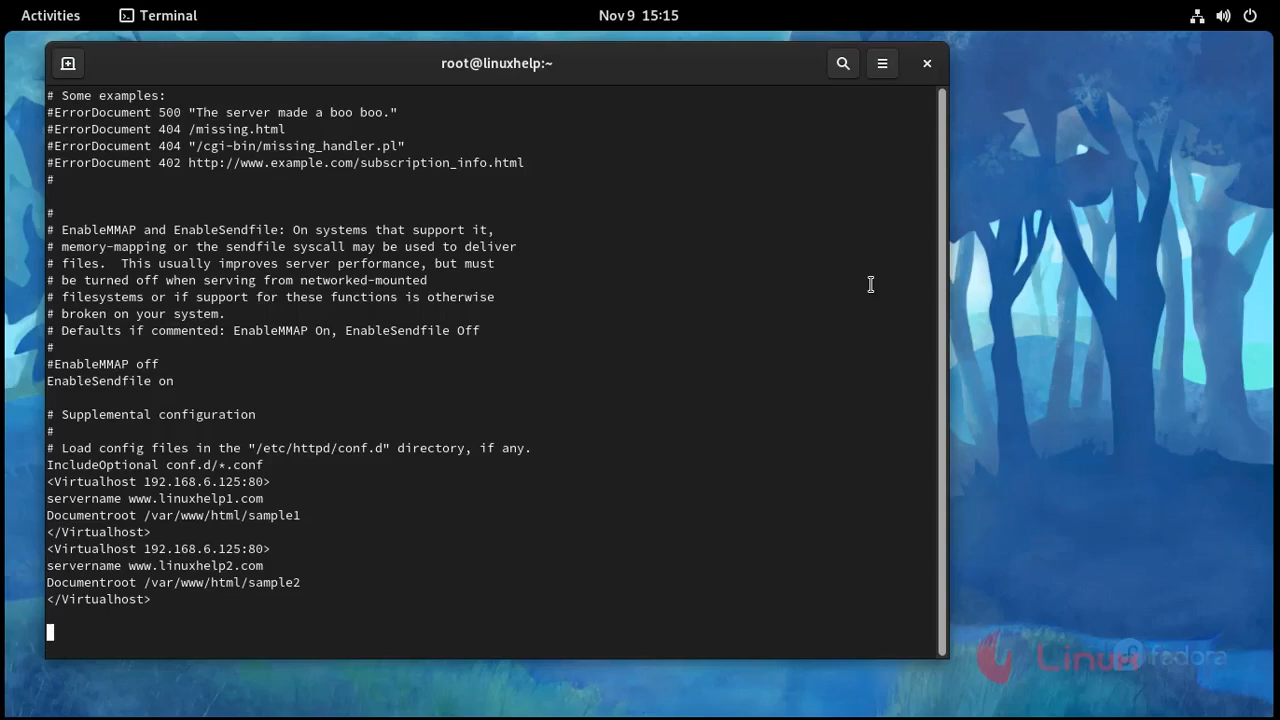 Activities
Terminal
Nov 9 15:15
root@linuxhelp:~
# Some examples:
#ErrorDocument 500 "The server made a boo boo."
#ErrorDocument 404 /missing.html
#ErrorDocument 404 "/cgi-bin/missing_handler.pl"
#ErrorDocument 402 http://www.example.com/subscription_info.html
#
#
# EnableMMAP and EnableSendfile: On systems that support it,
# memory-mapping or the sendfile syscall may be used to deliver
# files.  This usually improves server performance, but must
# be turned off when serving from networked-mounted
# filesystems or if support for these functions is otherwise
# broken on your system.
# Defaults if commented: EnableMMAP On, EnableSendfile Off
#
#EnableMMAP off
EnableSendfile on
# Supplemental configuration
#
# Load config files in the "/etc/httpd/conf.d" directory, if any.
IncludeOptional conf.d/*.conf
<Virtualhost 192.168.6.125:80>
servername www.linuxhelp1.com
Documentroot /var/www/html/sample1
</Virtualhost>
<Virtualhost 192.168.6.125:80>
servername www.linuxhelp2.com
Documentroot /var/www/html/sample2
</Virtualhost>
Linux
fedora